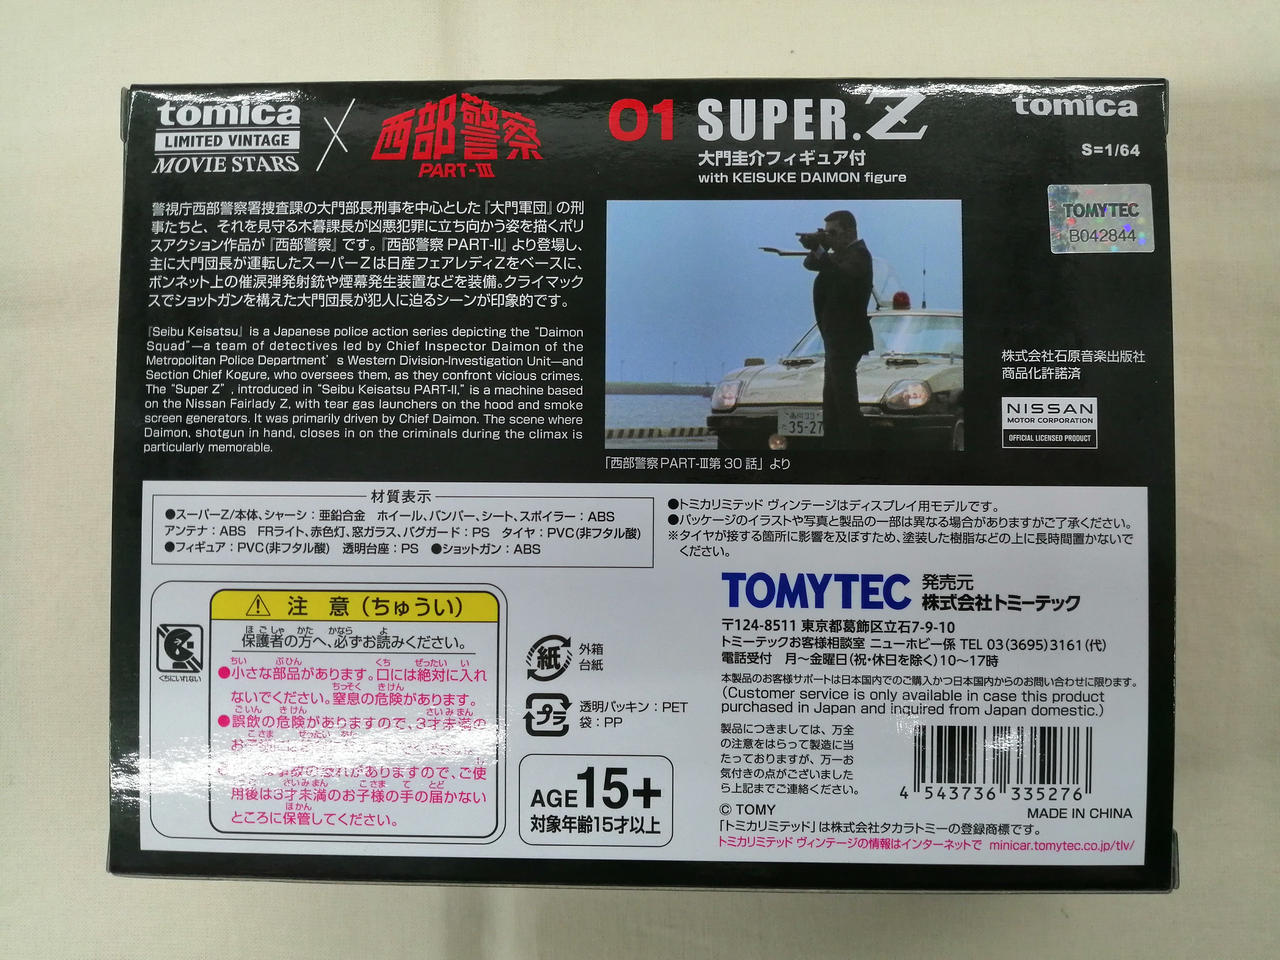 tomica
LIMITED VINTAGE
MOVIE STARS
西部警察
PART-III
01 SUPER.Z
大門圭介フィギュア付
with KEISUKE DAIMON figure
tomica
S=1/64
TOMYTEC
B042844
警視庁西部警察署捜査課の大門部長刑事を中心とした『大門軍団』の刑
事たちと、それを見守る木暮課長が凶悪犯罪に立ち向かう姿を描くポリ
スアクション作品が『西部警察』です。『西部警察 PART-II』より登場し、
主に大門団長が運転したスーパーZは日産フェアレディZをベースに、
ボンネット上の催涙弾発射銃や煙幕発生装置などを装備。クライマック
スでショットガンを構えた大門団長が犯人に迫るシーンが印象的です。
『Seibu Keisatsu』 is a Japanese police action series depicting the "Daimon
Squad"—a team of detectives led by Chief Inspector Daimon of the
Metropolitan Police Department's Western Division-Investigation Unit—and
Section Chief Kogure, who oversees them, as they confront vicious crimes.
The "Super Z", introduced in "Seibu Keisatsu PART-II," is a machine based
on the Nissan Fairlady Z, with tear gas launchers on the hood and smoke
screen generators. It was primarily driven by Chief Daimon. The scene where
Daimon, shotgun in hand, closes in on the criminals during the climax is
particularly memorable.
た 35-27
「西部警察PART-III第30話」より
株式会社石原音楽出版社
商品化許諾済
NISSAN
MOTOR CORPORATION
OFFICIAL LICENSED PRODUCT
材質表示
●スーパーZ/本体、シャーシ：亜鉛合金　ホイール、バンパー、シート、スポイラー：ABS
アンテナ：ABS　FRライト、赤色灯、窓ガラス、バグガード：PS　タイヤ：PVC(非フタル酸)
●フィギュア：PVC(非フタル酸)　透明台座：PS　●ショットガン：ABS
●トミカリミテッド ヴィンテージはディスプレイ用モデルです。
●パッケージのイラストや写真と製品の一部は異なる場合がありますがご了承ください。
※タイヤが接する箇所に影響を及ぼすため、塗装した樹脂などの上に長時間置かないで
ください。
くちにいれない
注 意（ちゅうい）
保護者の方へ、必ずお読みください。
●小さな部品があります。口には絶対に入れ
ないでください。窒息の危険があります。
●誤飲の危険がありますので、3才未満の
がありますので、ご使
用後は3才未満のお子様の手の届かない
ところに保管してください。
紙
外箱
台紙
プラ
透明パッキン：PET
袋：PP
AGE 15+
対象年齢15才以上
TOMYTEC
発売元
株式会社トミーテック
〒124-8511 東京都葛飾区立石7-9-10
トミーテックお客様相談室 ニューホビー係 TEL 03(3695)3161(代)
電話受付　月〜金曜日(祝・休日を除く)10〜17時
本製品のお客様サポートは日本国内でのご購入かつ日本国内からのお問い合わせに限ります。
(Customer service is only available in case this product
purchased in Japan and inquired from Japan domestic.)
製品につきましては、万全
の注意をはらって製造に当
たっておりますが、万一お
気付きの点がございました
ら上記までご連絡ください。
4 543736 335276
© TOMY
MADE IN CHINA
「トミカリミテッド」は株式会社タカラトミーの登録商標です。
トミカリミテッド ヴィンテージの情報はインターネットで minicar.tomytec.co.jp/tlv/